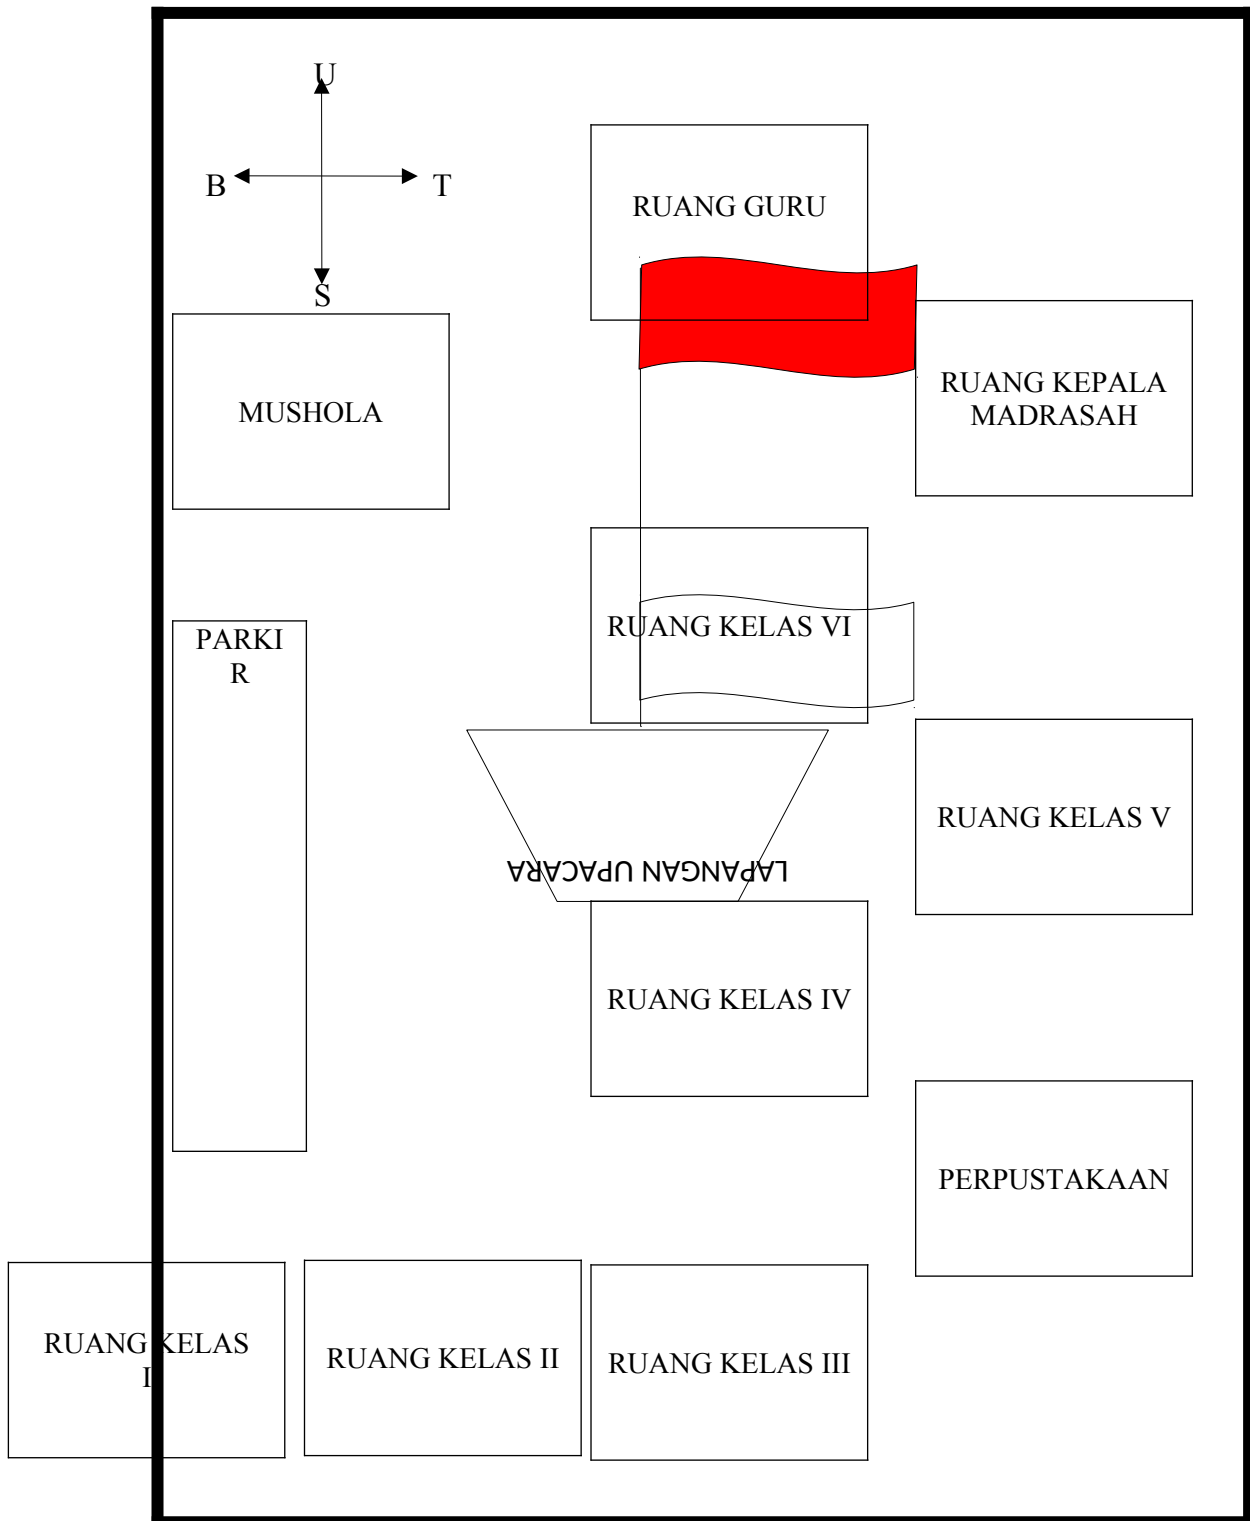 U
B
T
S
RUANG GURU
MUSHOLA
RUANG KEPALA
MADRASAH
RUANG KELAS VI
PARKI
R
RUANG KELAS V
LAPANGAN UPACARA
RUANG KELAS IV
PERPUSTAKAAN
RUANG KELAS
I
RUANG KELAS II
RUANG KELAS III